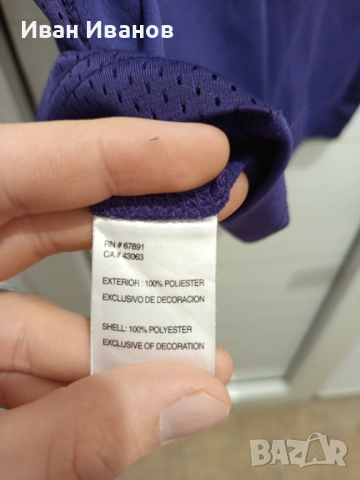 Иван Иванов
RN # 67891
CA # 43063
EXTERIOR: 100% POLIESTER
EXCLUSIVO DE DECORACION
SHELL: 100% POLYESTER
EXCLUSIVE OF DECORATION
BAZAR.bg